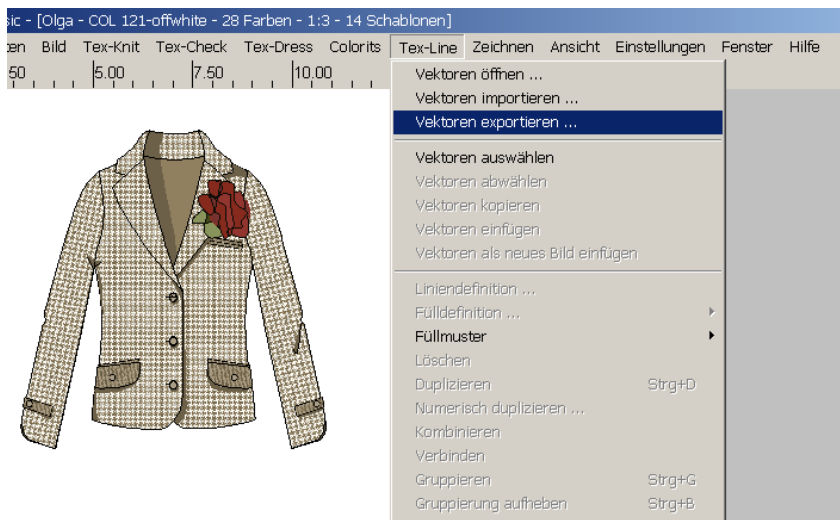 sic - [Olga - COL 121-offwhite - 28 Farben - 1:3 - 14 Schablonen]
Bild Tex-Knit Tex-Check Tex-Dress Colorits Tex-Line Zeichnen Ansicht Einstellungen Fenster Hilfe
50 5.00 7.50 10.00
Vektoren öffnen ...
Vektoren importieren ...
Vektoren exportieren ...
Vektoren auswählen
Vektoren abwählen
Vektoren kopieren
Vektoren einfügen
Vektoren als neues Bild einfügen
Liniendefinition ...
Fülldefinition ...
Füllmuster
Löschen
Duplizieren Strg+D
Numerisch duplizieren ...
Kombinieren
Verbinden
Gruppieren Strg+G
Gruppierung aufheben Strg+B